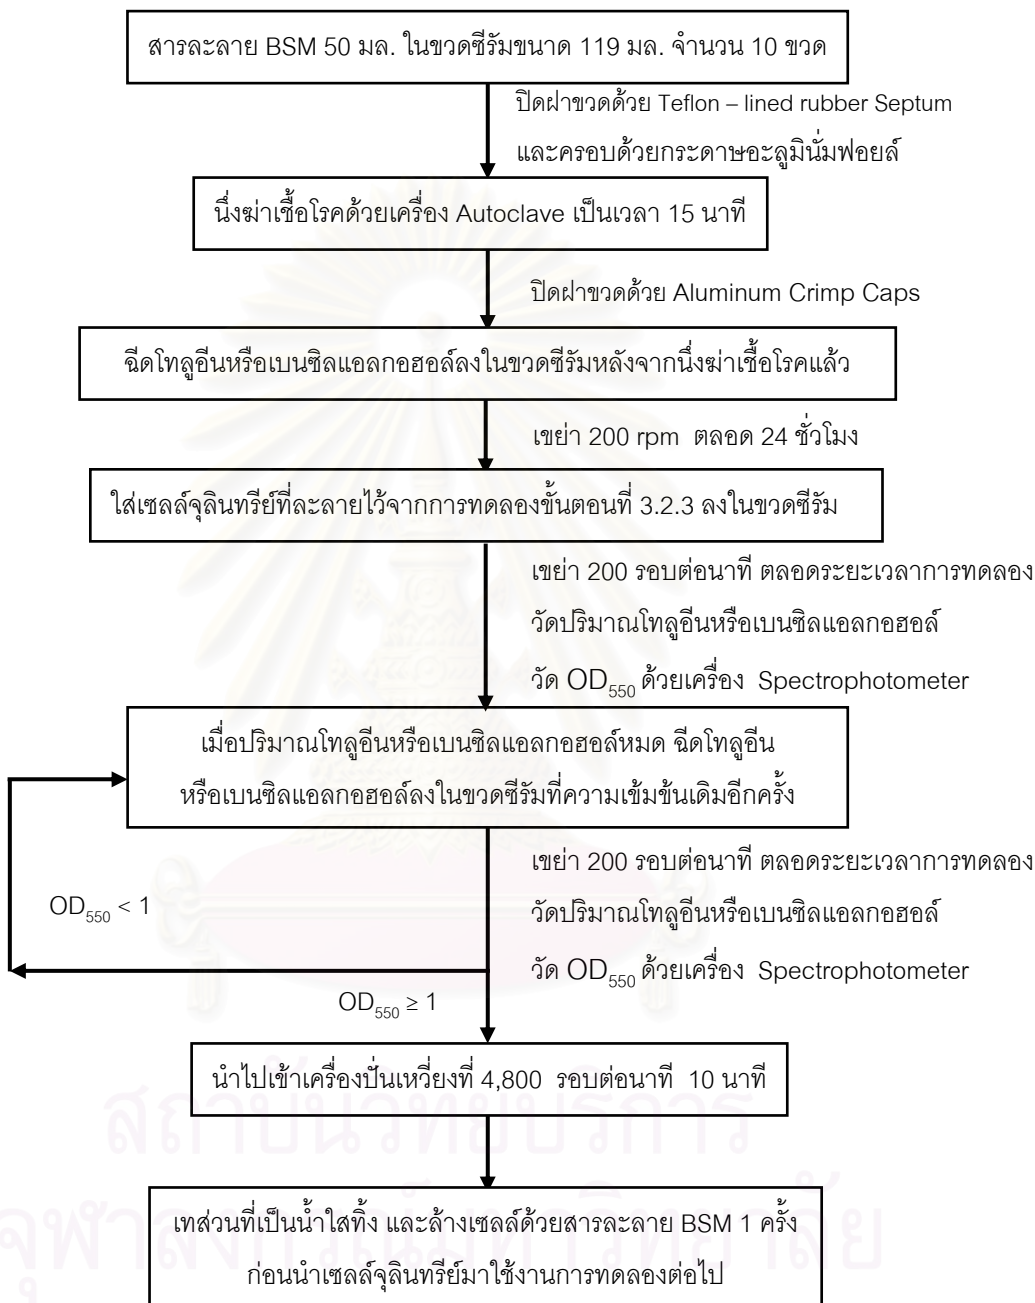 สารละลาย BSM 50 มล. ในขวดซีรัมขนาด 119 มล. จำนวน 10 ขวด
ปิดฝาขวดด้วย Teflon – lined rubber Septum
และครอบด้วยกระดาษอะลูมินั่มฟอยล์
นึ่งฆ่าเชื้อโรคด้วยเครื่อง Autoclave เป็นเวลา 15 นาที
ปิดฝาขวดด้วย Aluminum Crimp Caps
ฉีดโทลูอีนหรือเบนซิลแอลกอฮอล์ลงในขวดซีรัมหลังจากนึ่งฆ่าเชื้อโรคแล้ว
เขย่า 200 rpm ตลอด 24 ชั่วโมง
ใส่เซลล์จุลินทรีย์ที่ละลายไว้จากการทดลองขั้นตอนที่ 3.2.3 ลงในขวดซีรัม
เขย่า 200 รอบต่อนาที ตลอดระยะเวลาการทดลอง
วัดปริมาณโทลูอีนหรือเบนซิลแอลกอฮอล์
วัด OD₅₅₀ ด้วยเครื่อง Spectrophotometer
เมื่อปริมาณโทลูอีนหรือเบนซิลแอลกอฮอล์หมด ฉีดโทลูอีน
หรือเบนซิลแอลกอฮอล์ลงในขวดซีรัมที่ความเข้มข้นเดิมอีกครั้ง
เขย่า 200 รอบต่อนาที ตลอดระยะเวลาการทดลอง
วัดปริมาณโทลูอีนหรือเบนซิลแอลกอฮอล์
วัด OD₅₅₀ ด้วยเครื่อง Spectrophotometer
OD₅₅₀ < 1
OD₅₅₀ ≥ 1
นำไปเข้าเครื่องปั่นเหวี่ยงที่ 4,800 รอบต่อนาที 10 นาที
เทส่วนที่เป็นน้ำใสทิ้ง และล้างเซลล์ด้วยสารละลาย BSM 1 ครั้ง
ก่อนนำเซลล์จุลินทรีย์มาใช้งานการทดลองต่อไป
สถาบันวิทยบริการ
จุฬาลงกรณ์มหาวิทยาลัย